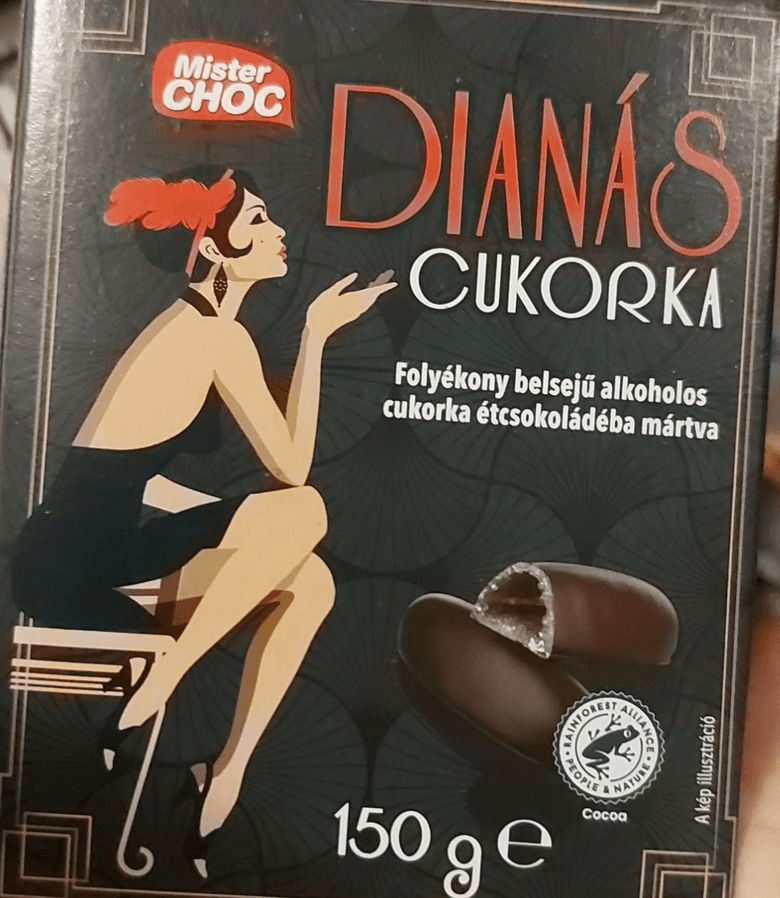 Mister
CHOC
DIANÁS
CUKORKA
Folyékony belsejű alkoholos
cukorka étcsokoládéba mártva
RAINFOREST ALLIANCE
PEOPLE & NATURE
Cocoa
A kép illusztráció
150 g e